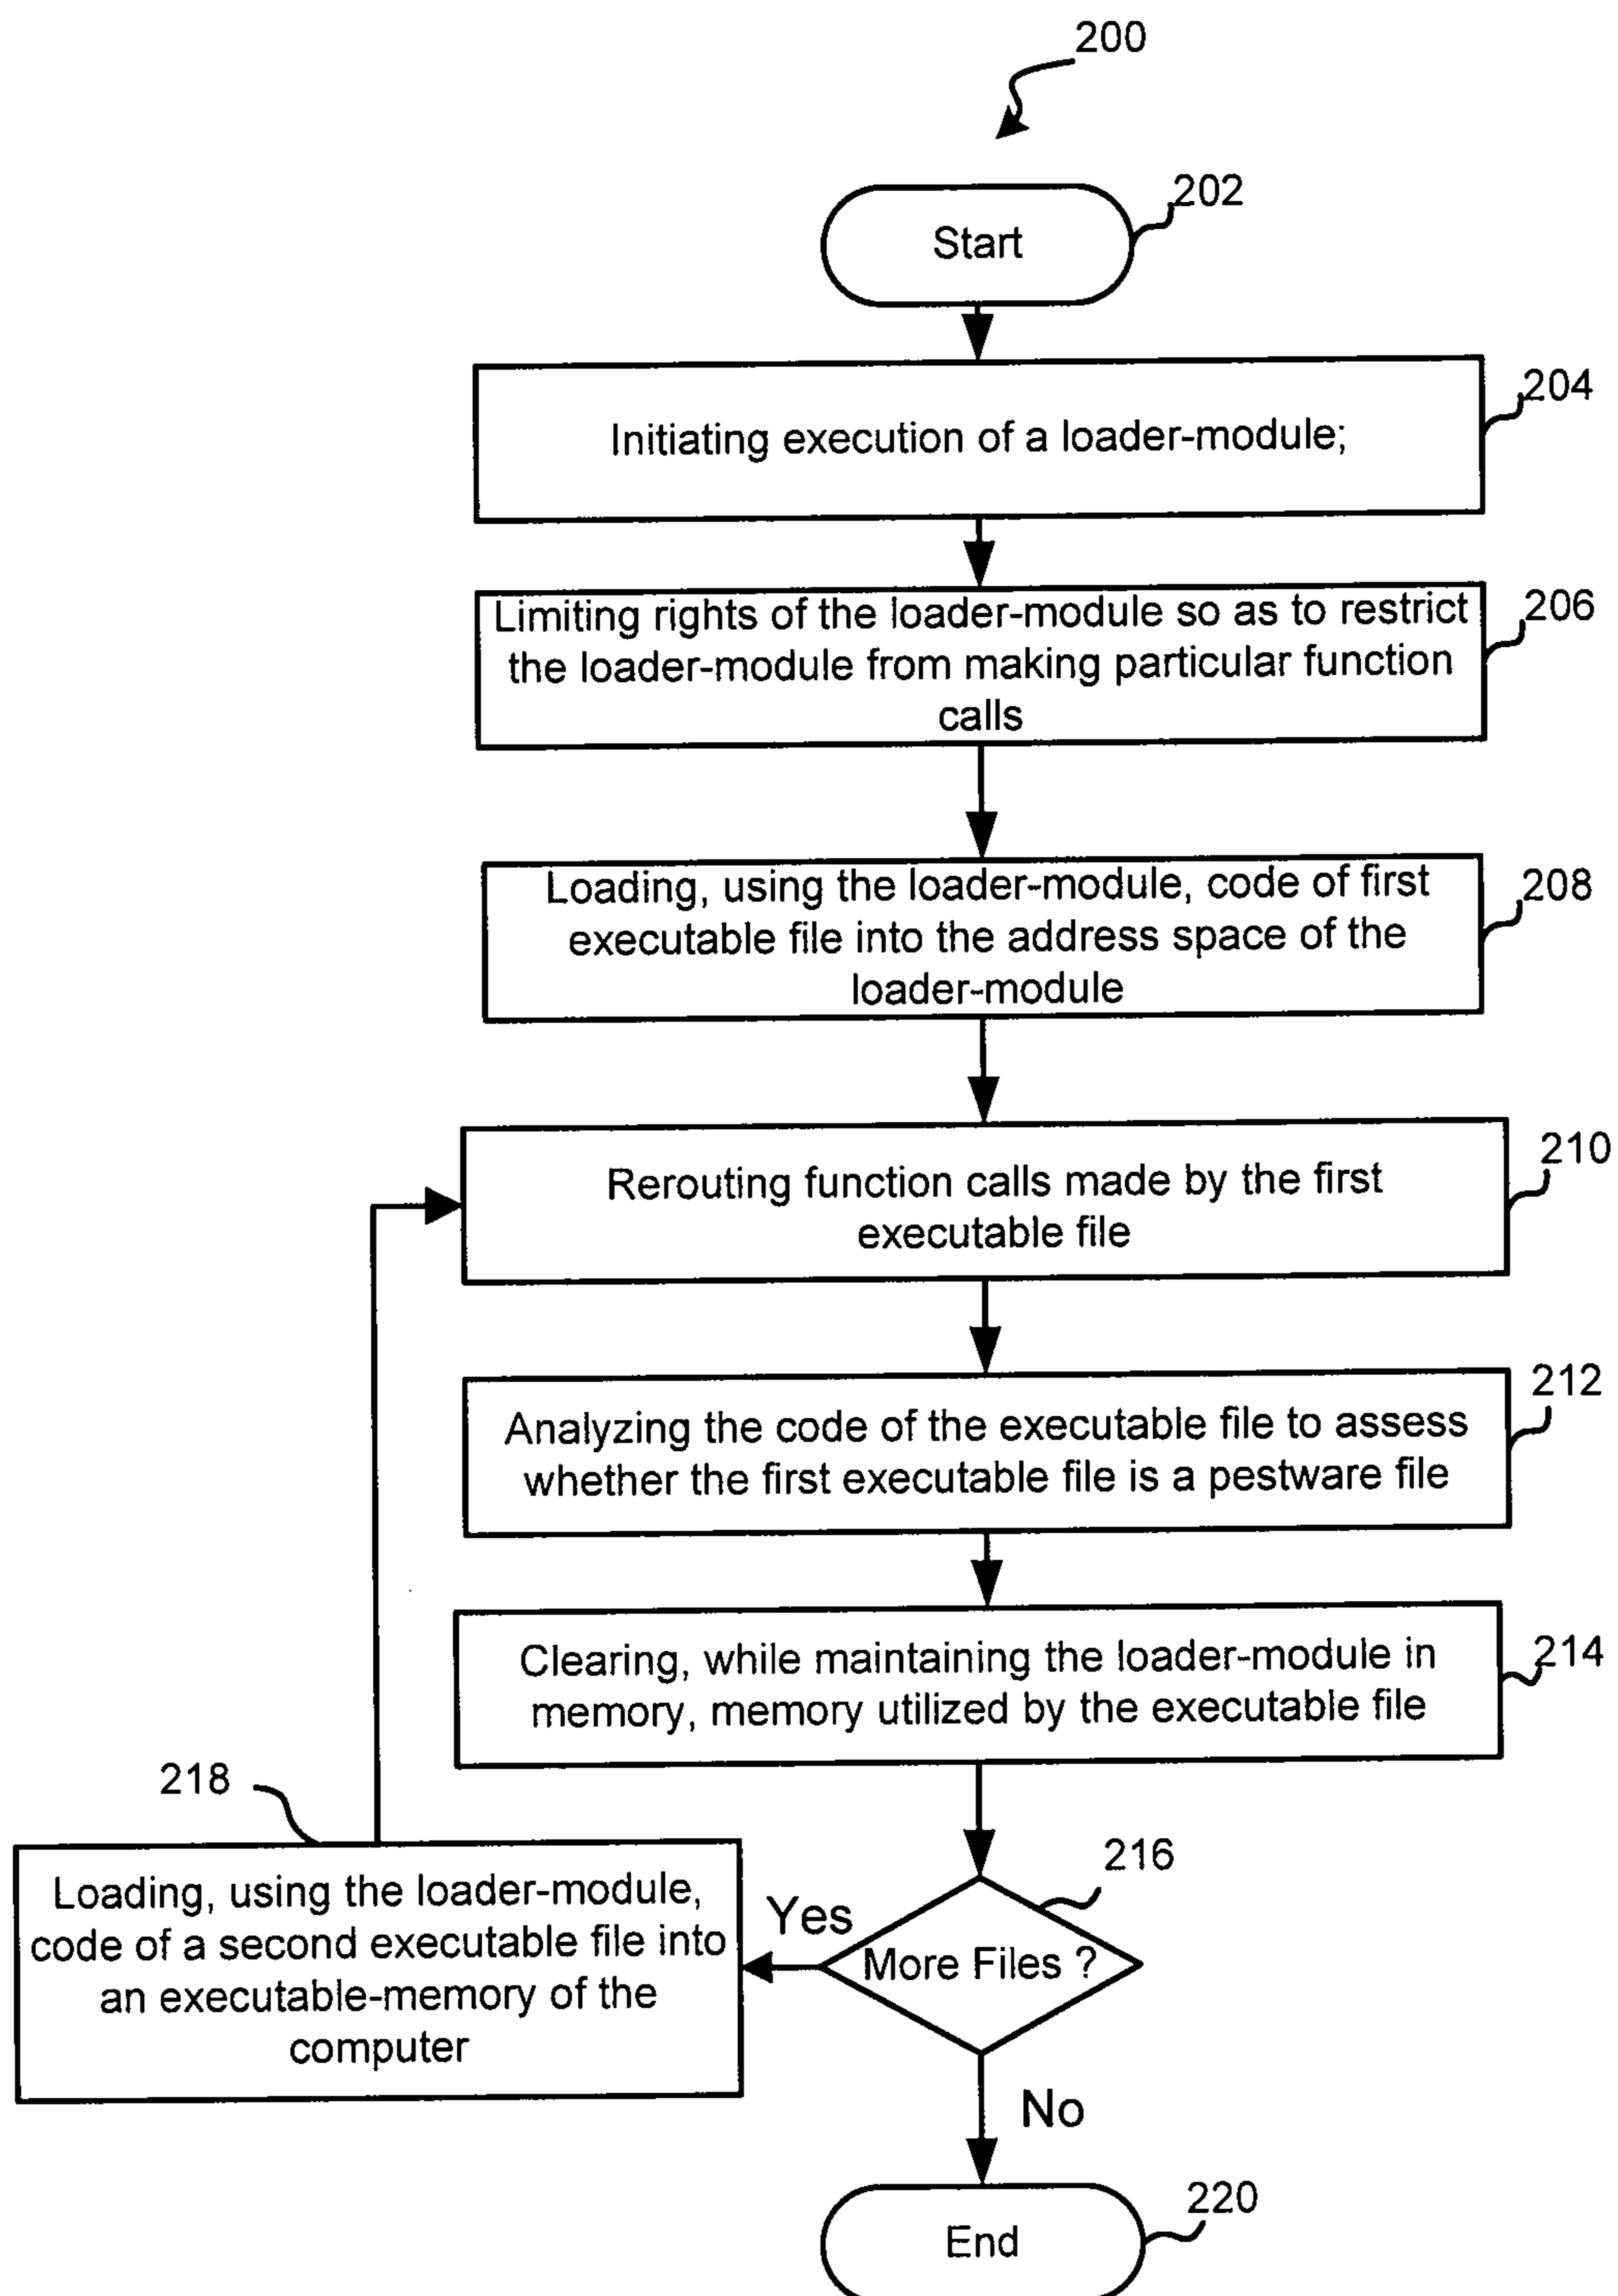 200
202
Start
204
Initiating execution of a loader-module;
206
Limiting rights of the loader-module so as to restrict
the loader-module from making particular function
calls
208
Loading, using the loader-module, code of first
executable file into the address space of the
loader-module
210
Rerouting function calls made by the first
executable file
212
Analyzing the code of the executable file to assess
whether the first executable file is a pestware file
214
Clearing, while maintaining the loader-module in
memory, memory utilized by the executable file
218
216
Loading, using the loader-module,
code of a second executable file into
an executable-memory of the
computer
Yes
More Files ?
No
220
End